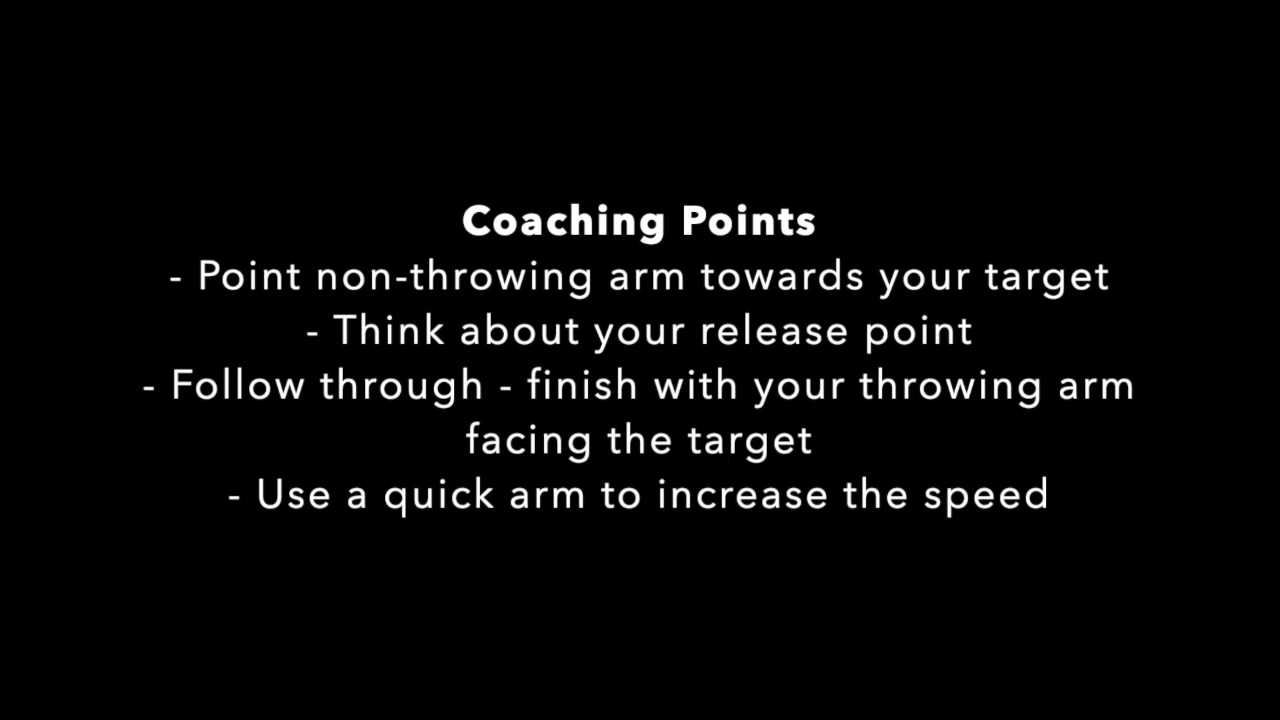 Coaching Points
- Point non-throwing arm towards your target
- Think about your release point
- Follow through - finish with your throwing arm
facing the target
- Use a quick arm to increase the speed